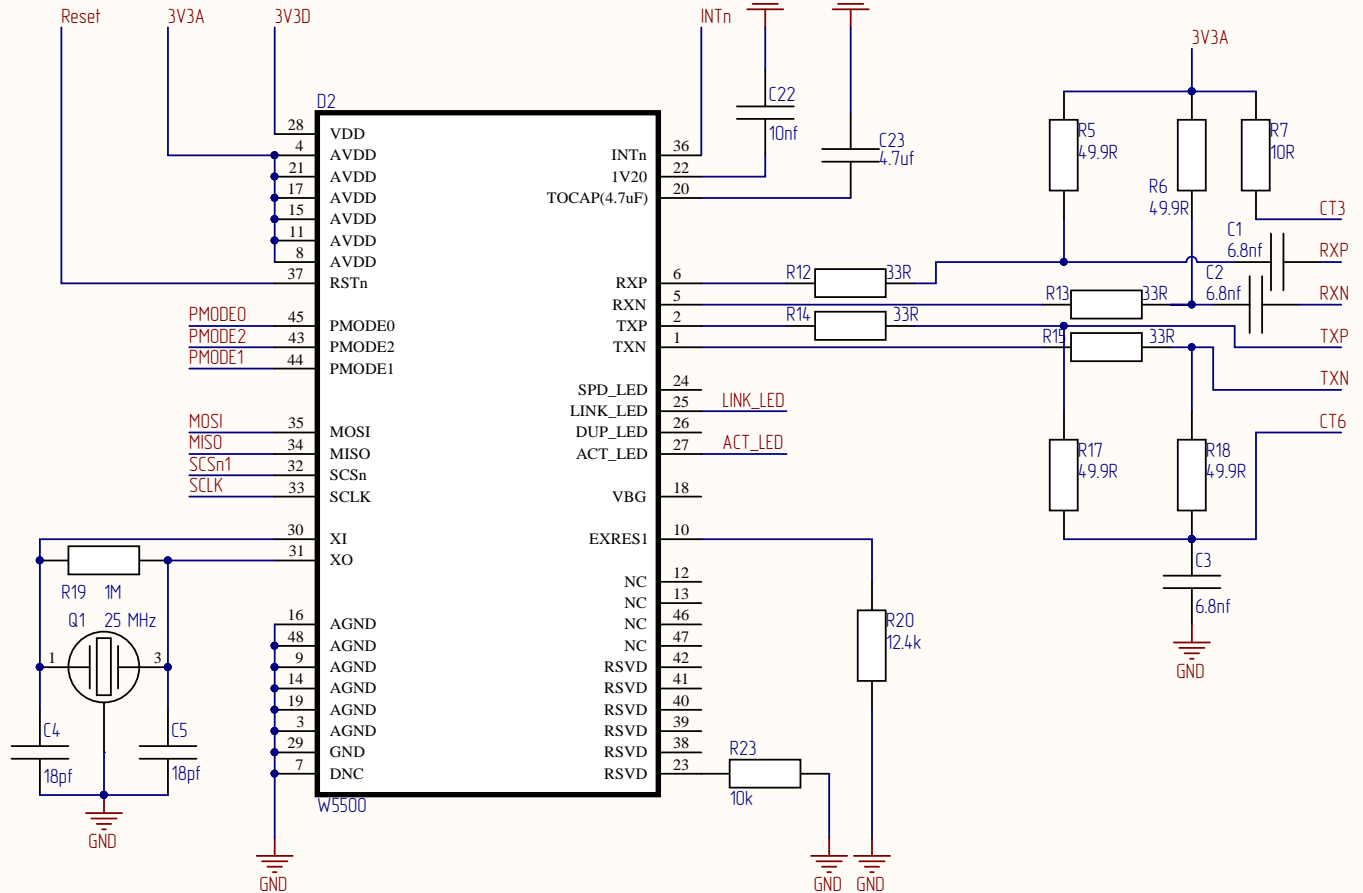 Reset
3V3A
3V3D
INTn
3V3A
D2
C22
10nf
C23
4.7uf
R5
49.9R
R6
49.9R
R7
10R
28 VDD
4 AVDD
21 AVDD
17 AVDD
15 AVDD
11 AVDD
8 AVDD
37 RSTn
PMODE0 45 PMODE0
PMODE2 43 PMODE2
PMODE1 44 PMODE1
MOSI 35 MOSI
MISO 34 MISO
SCSn1 32 SCSn
SCLK 33 SCLK
30 XI
31 XO
16 AGND
48 AGND
9 AGND
14 AGND
19 AGND
3 AGND
29 GND
7 DNC
INTn 36
1V20 22
TOCAP(4.7uF) 20
RXP 6
RXN 5
TXP 2
TXN 1
SPD_LED 24
LINK_LED 25 LINK_LED
DUP_LED 26
ACT_LED 27 ACT_LED
VBG 18
EXRES1 10
NC 12
NC 13
NC 46
NC 47
RSVD 42
RSVD 41
RSVD 40
RSVD 39
RSVD 38
RSVD 23
W5500
R12 33R
R13 33R
R14 33R
R15 33R
C1
6.8nf
C2
6.8nf
CT3
RXP
RXN
TXP
TXN
CT6
R17
49.9R
R18
49.9R
C3
6.8nf
GND
R19 1M
Q1 25 MHz
1 3
C4
18pf
C5
18pf
GND
GND
R20
12.4k
R23
10k
GND
GND